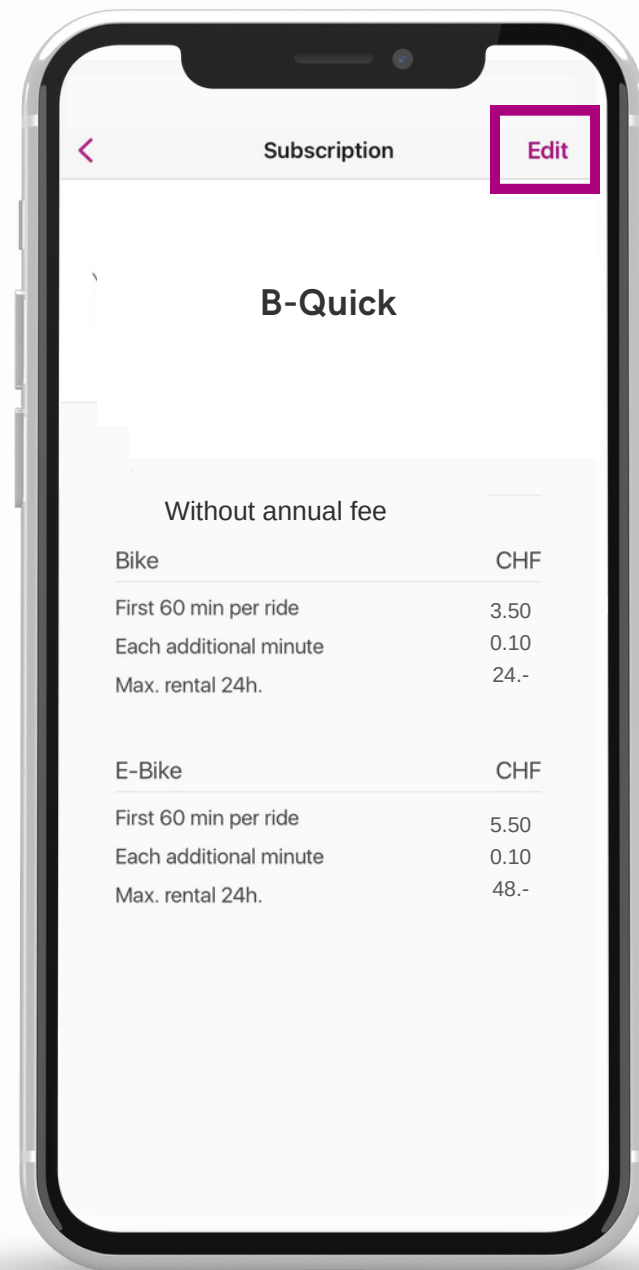 Subscription Edit
B-Quick
Without annual fee
Bike CHF
First 60 min per ride 3.50
Each additional minute 0.10
Max. rental 24h. 24.-
E-Bike CHF
First 60 min per ride 5.50
Each additional minute 0.10
Max. rental 24h. 48.-